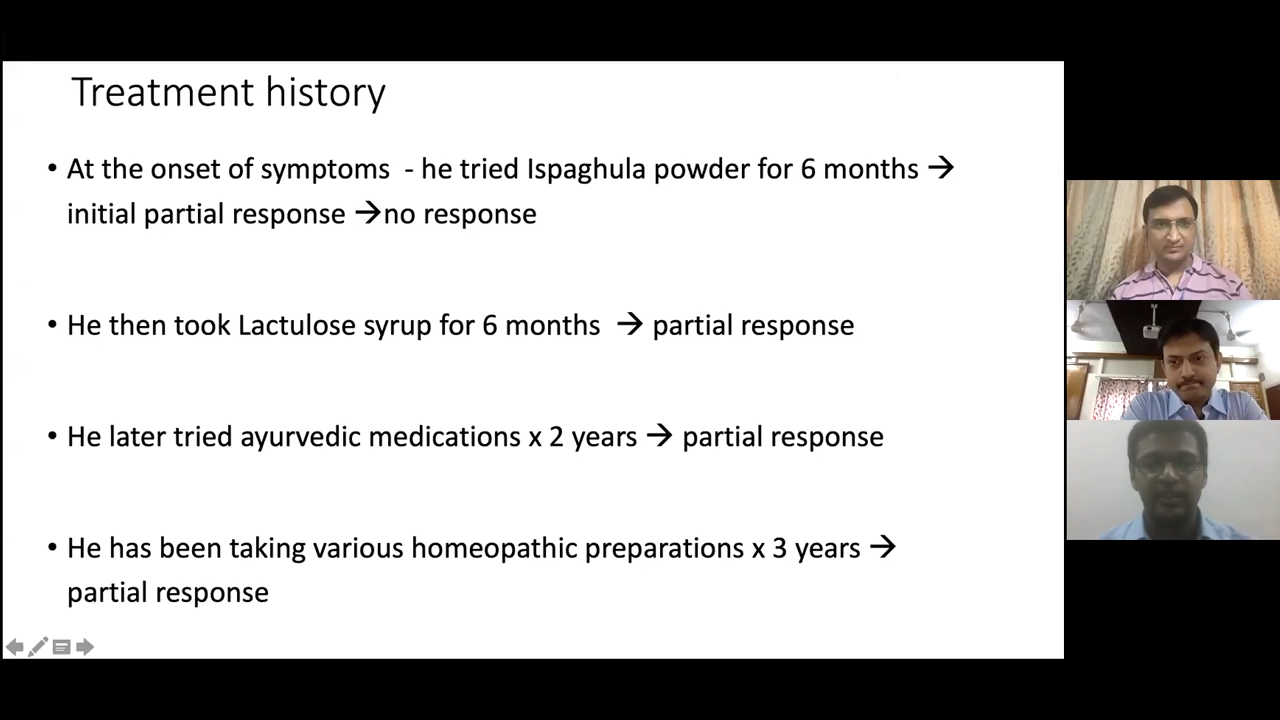 Treatment history
• At the onset of symptoms - he tried Ispaghula powder for 6 months →
initial partial response →no response
• He then took Lactulose syrup for 6 months → partial response
• He later tried ayurvedic medications x 2 years → partial response
• He has been taking various homeopathic preparations x 3 years →
partial response